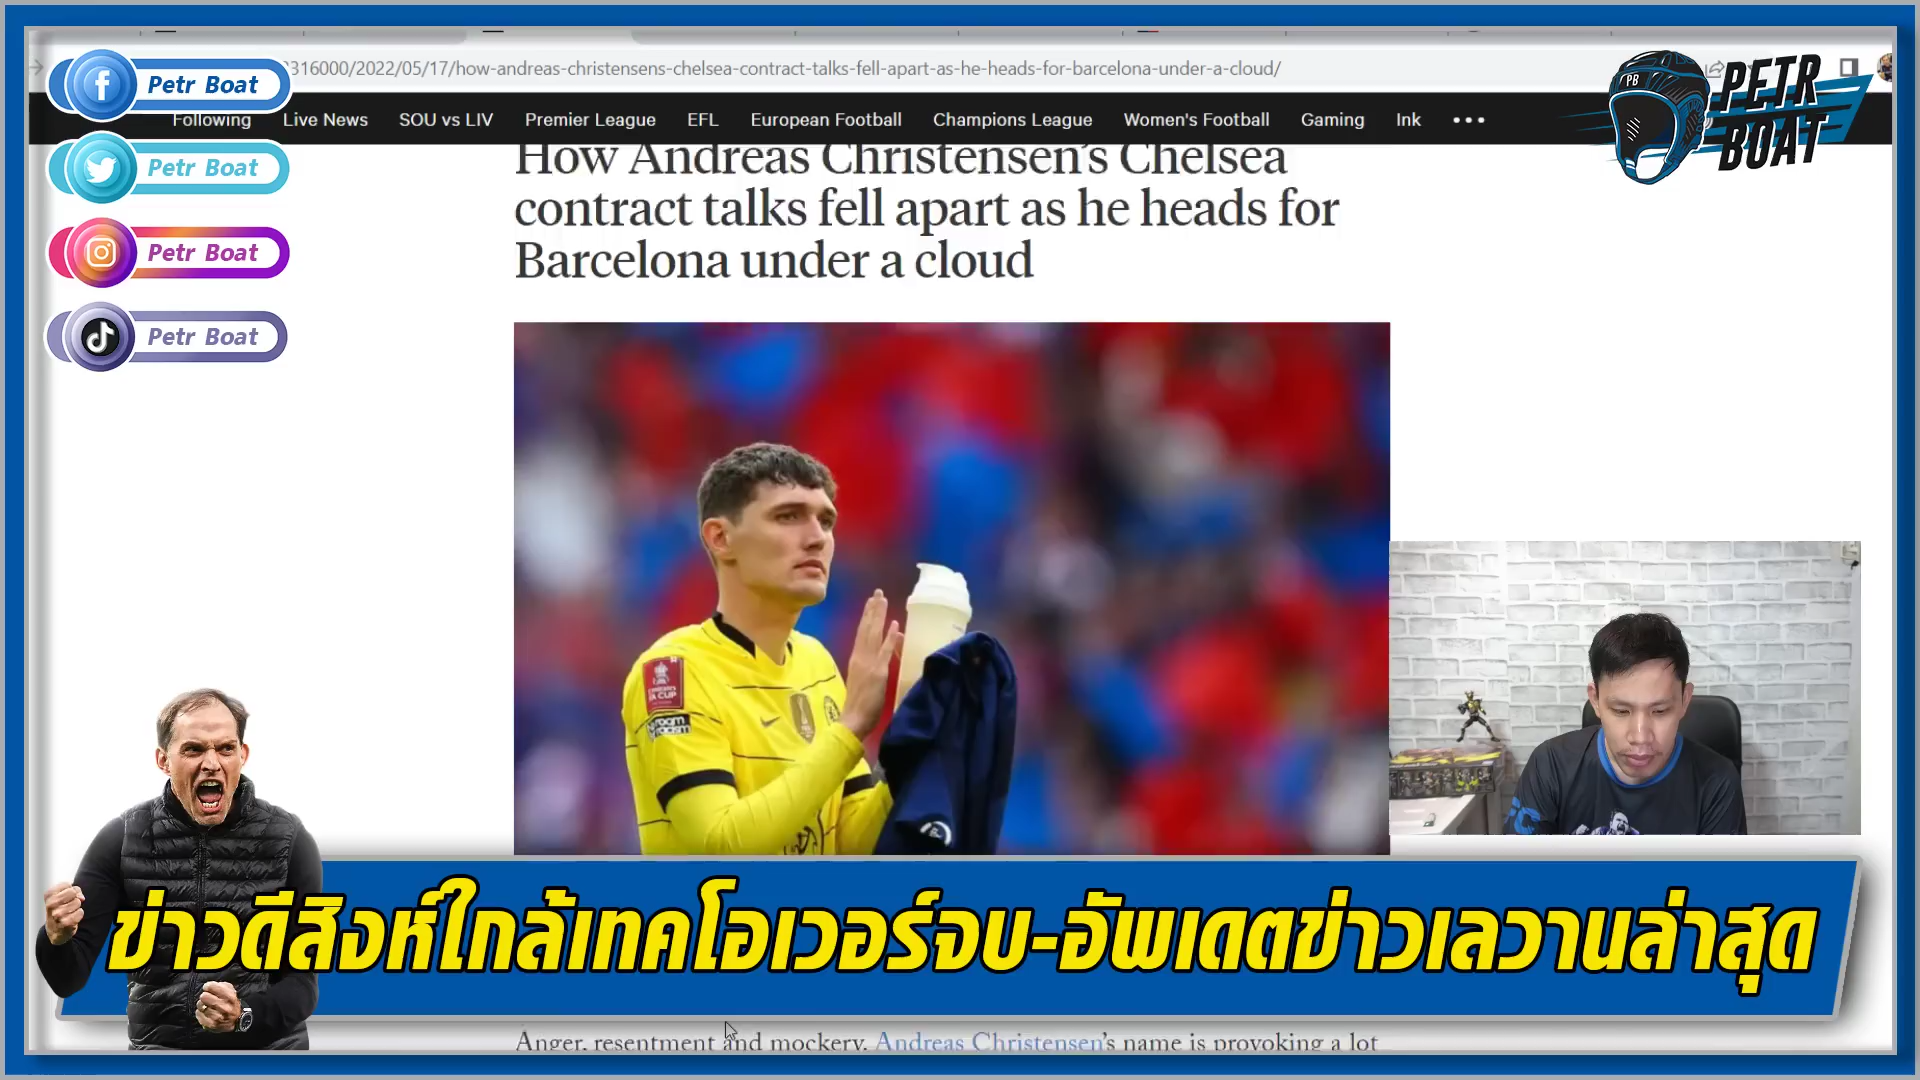 3316000/2022/05/17/how-andreas-christensens-chelsea-contract-talks-fell-apart-as-he-heads-for-barcelona-under-a-cloud/
Petr Boat
Petr Boat
Petr Boat
Petr Boat
PB
PETR
BOAT
Following Live News SOU vs LIV Premier League EFL European Football Champions League Women's Football Gaming Ink •••
How Andreas Christensen’s Chelsea
contract talks fell apart as he heads for
Barcelona under a cloud
FA CUP
ข่าวดีสิงห์ใกล้เทคโอเวอร์จบ-อัพเดตข่าวเลวานล่าสุด
Anger, resentment and mockery. Andreas Christensen’s name is provoking a lot